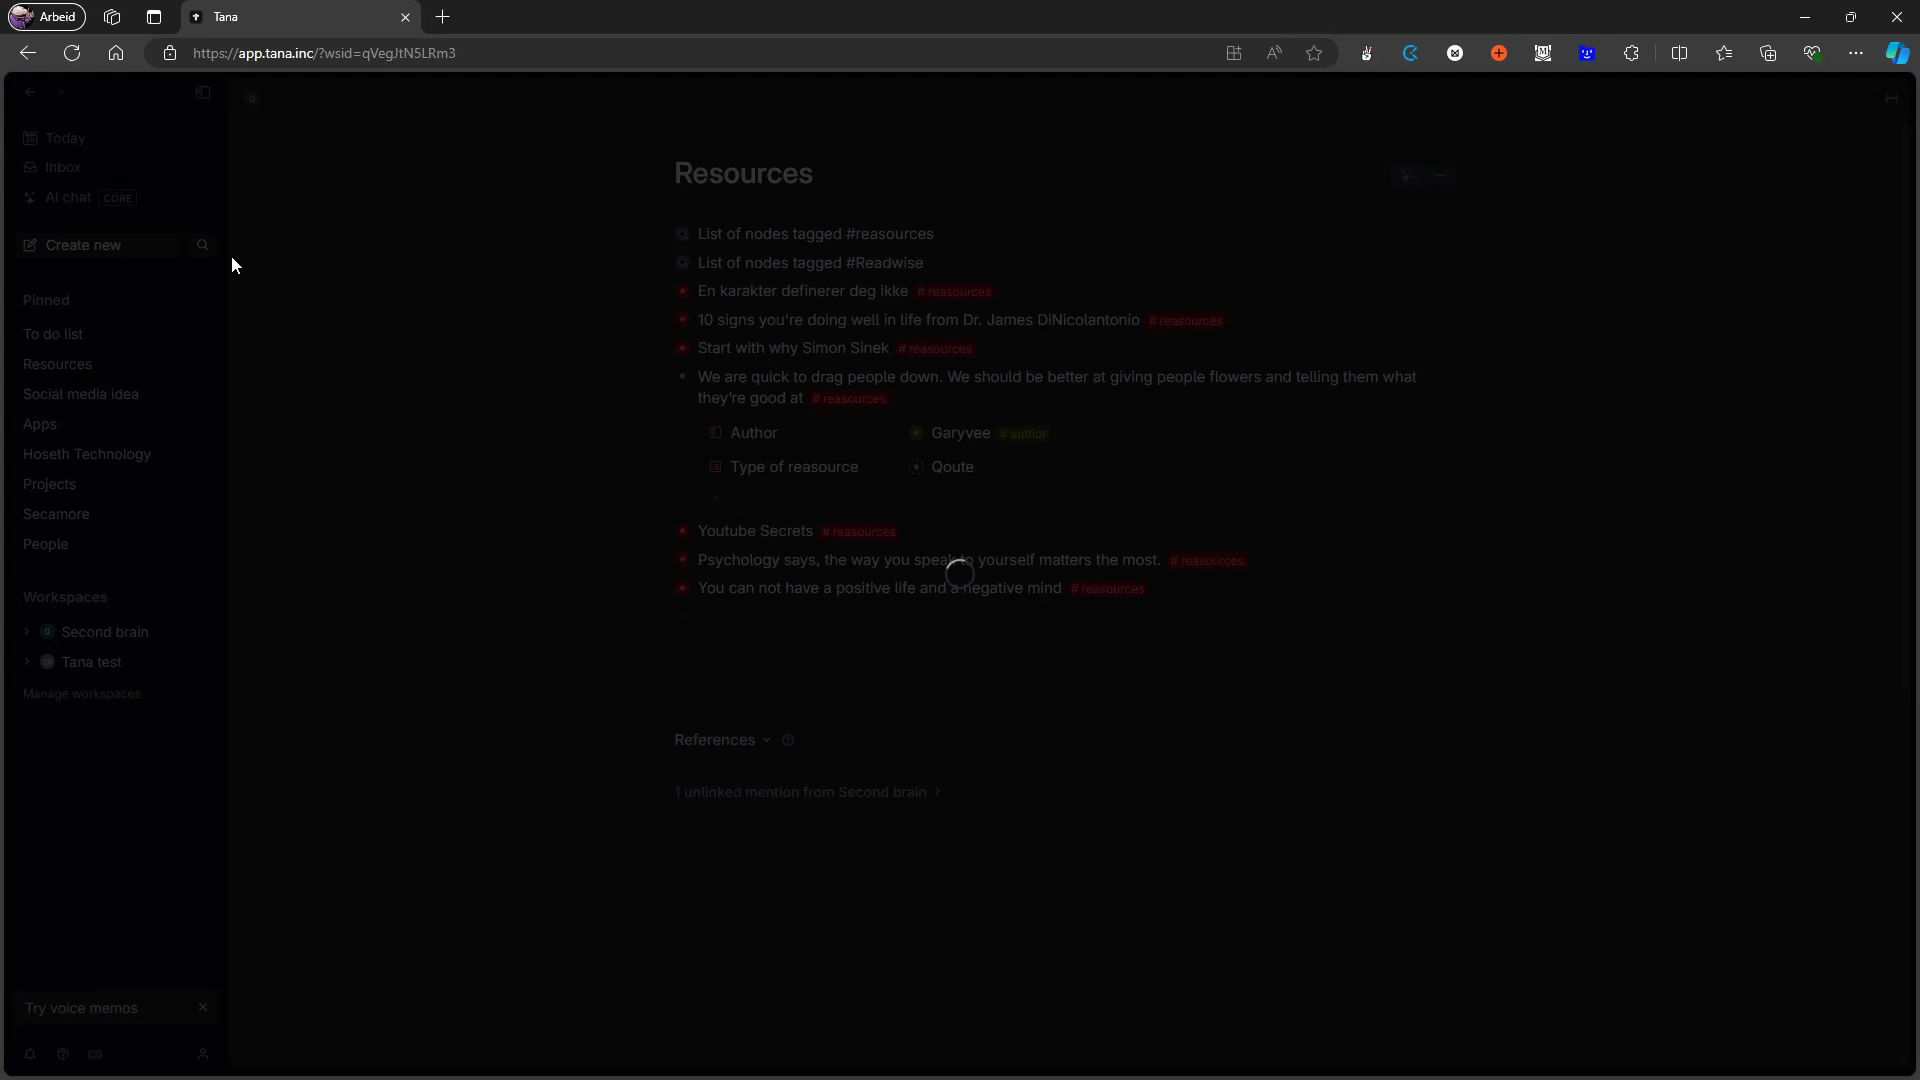 Arbeid
Tana
https://app.tana.inc/?wsid=qVegJtN5LRm3
Today
Inbox
AI chat CORE
Create new
Pinned
To do list
Resources
Social media idea
Apps
Hoseth Technology
Projects
Secamore
People
Workspaces
Second brain
Tana test
Manage workspaces
Try voice memos
Resources
List of nodes tagged #reasources
List of nodes tagged #Readwise
En karakter definerer deg ikke # reasources
10 signs you're doing well in life from Dr. James DiNicolantonio # reasources
Start with why Simon Sinek # reasources
We are quick to drag people down. We should be better at giving people flowers and telling them what
they're good at # reasources
Author Garyvee # author
Type of reasource Qoute
Youtube Secrets # reasources
Psychology says, the way you speak to yourself matters the most. # reasources
You can not have a positive life and a negative mind # reasources
References
1 unlinked mention from Second brain